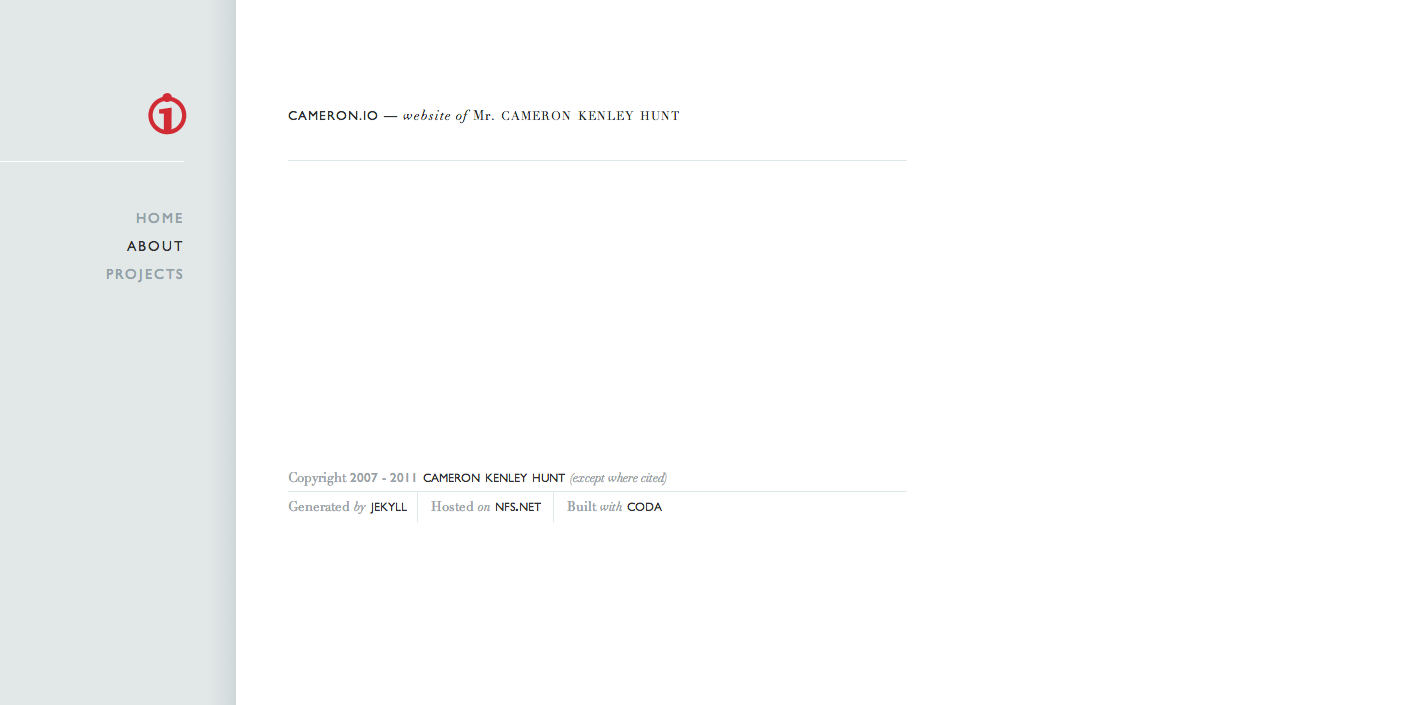 CAMERON.IO — website of Mr. CAMERON KENLEY HUNT
HOME
ABOUT
PROJECTS
Copyright 2007 - 2011 CAMERON KENLEY HUNT (except where cited)
Generated by JEKYLL Hosted on NFS.NET Built with CODA